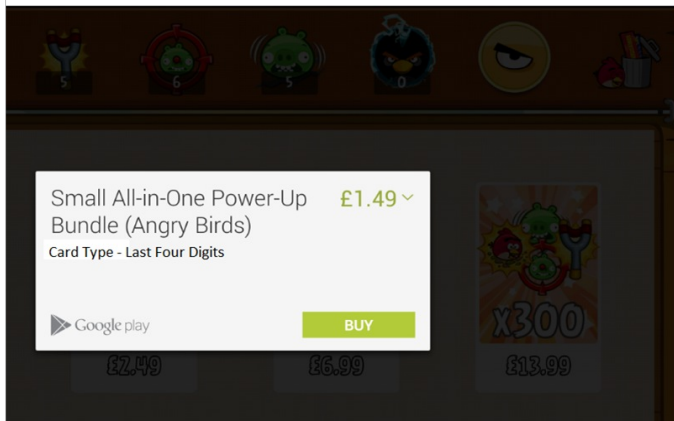 5
6
5
0
Small All-in-One Power-Up
Bundle (Angry Birds)
£1.49
Card Type - Last Four Digits
Google play
BUY
x300
£2.49
£6.99
£13.99